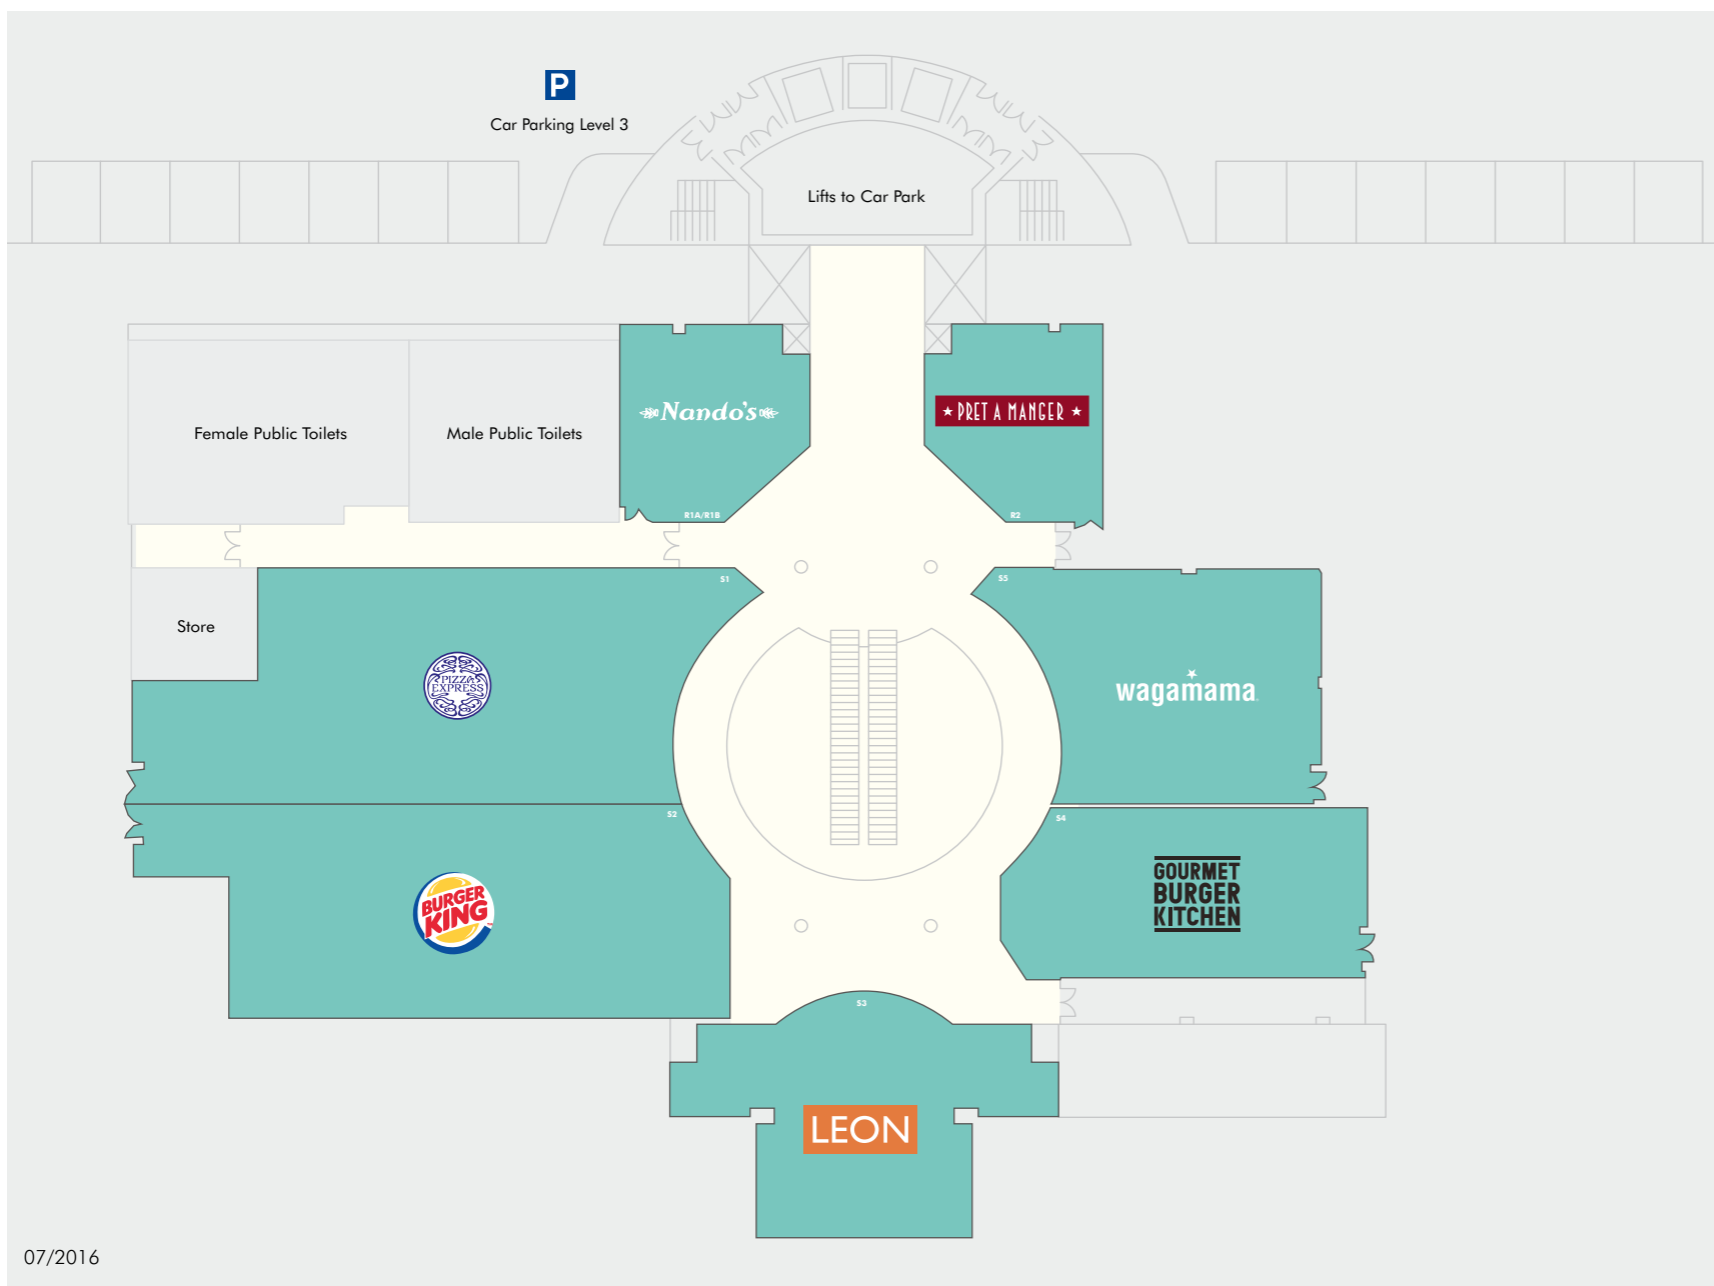 P
Car Parking Level 3
Lifts to Car Park
Nando's
PRET A MANGER
Female Public Toilets
Male Public Toilets
R1A/R1B
R2
S1
S5
Store
PIZZA
EXPRESS
wagamama
S2
S4
BURGER
KING
GOURMET
BURGER
KITCHEN
S3
LEON
07/2016